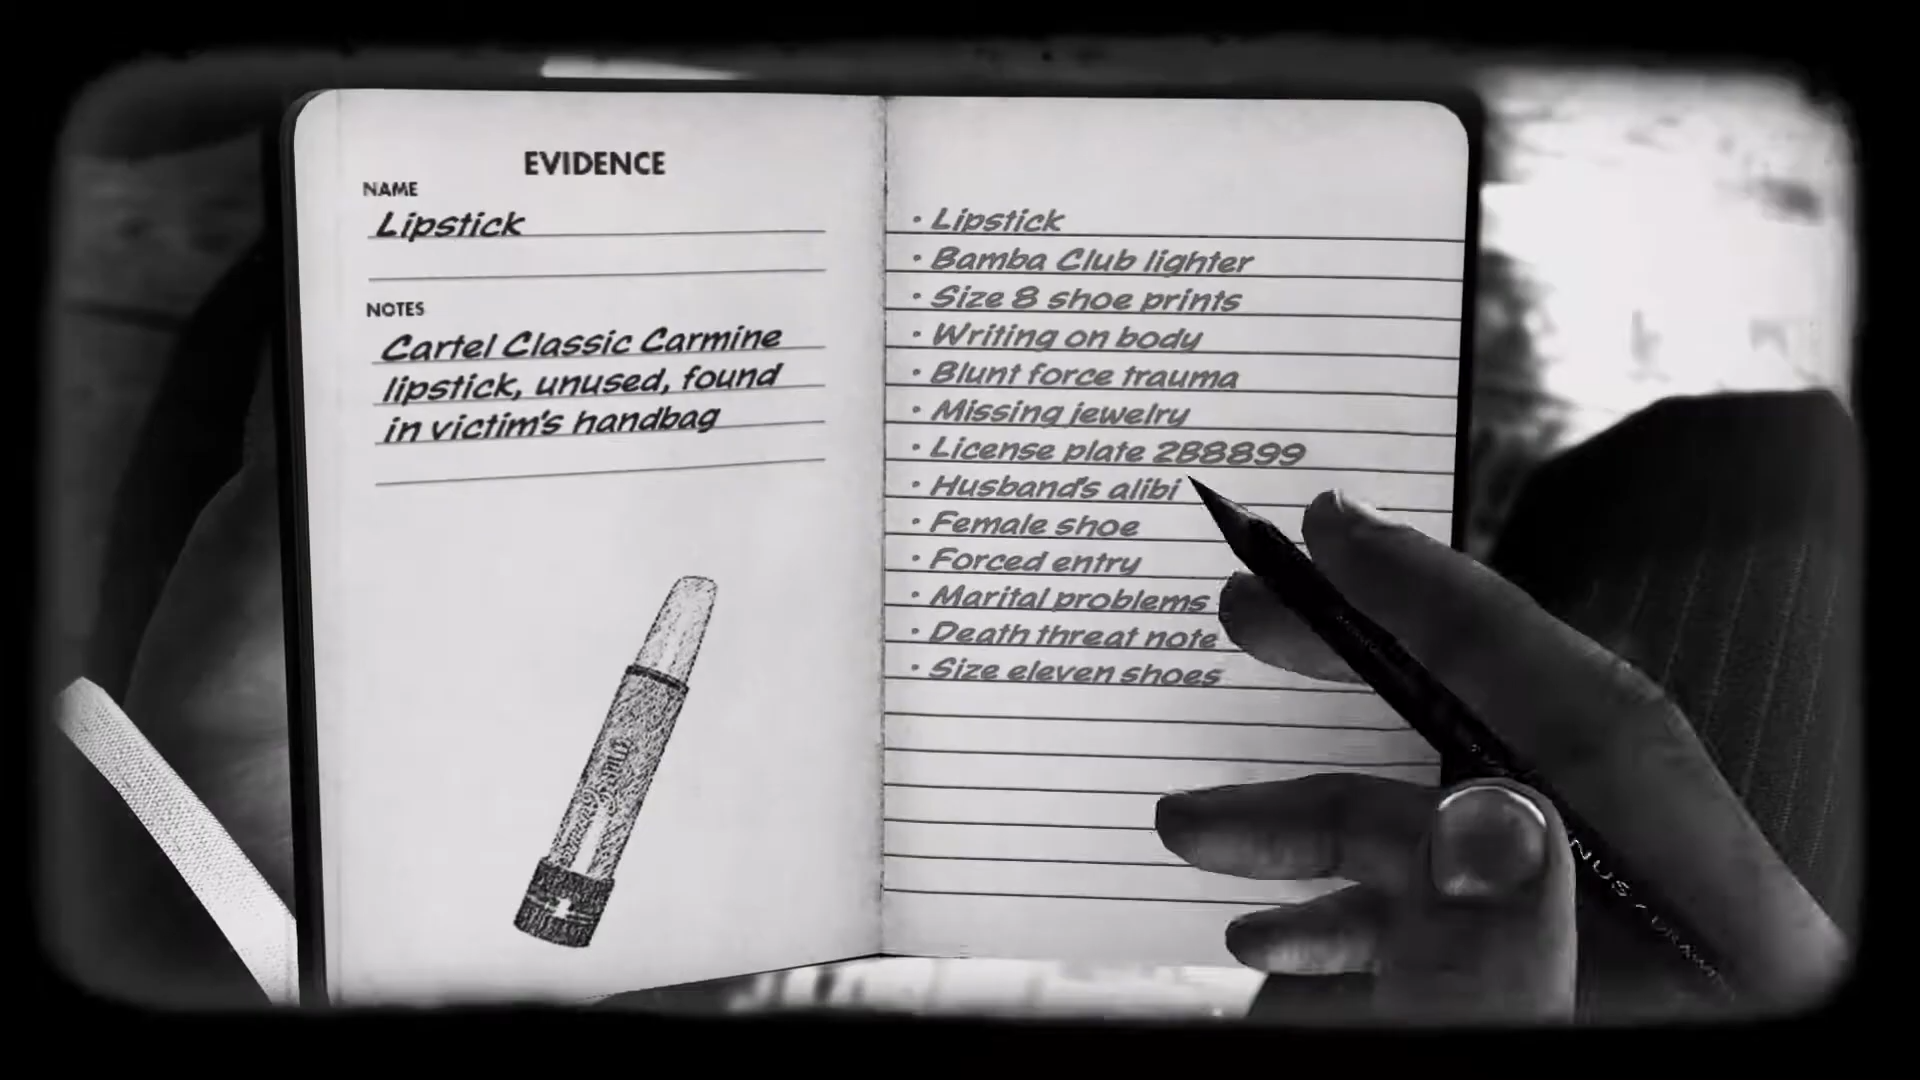 EVIDENCE
NAME
Lipstick
NOTES
Cartel Classic Carmine
lipstick, unused, found
in victim's handbag
• Lipstick
• Bamba Club lighter
• Size 8 shoe prints
• Writing on body
• Blunt force trauma
• Missing jewelry
• License plate 2B8899
• Husband's alibi
• Female shoe
• Forced entry
• Marital problems
• Death threat note
• Size eleven shoes